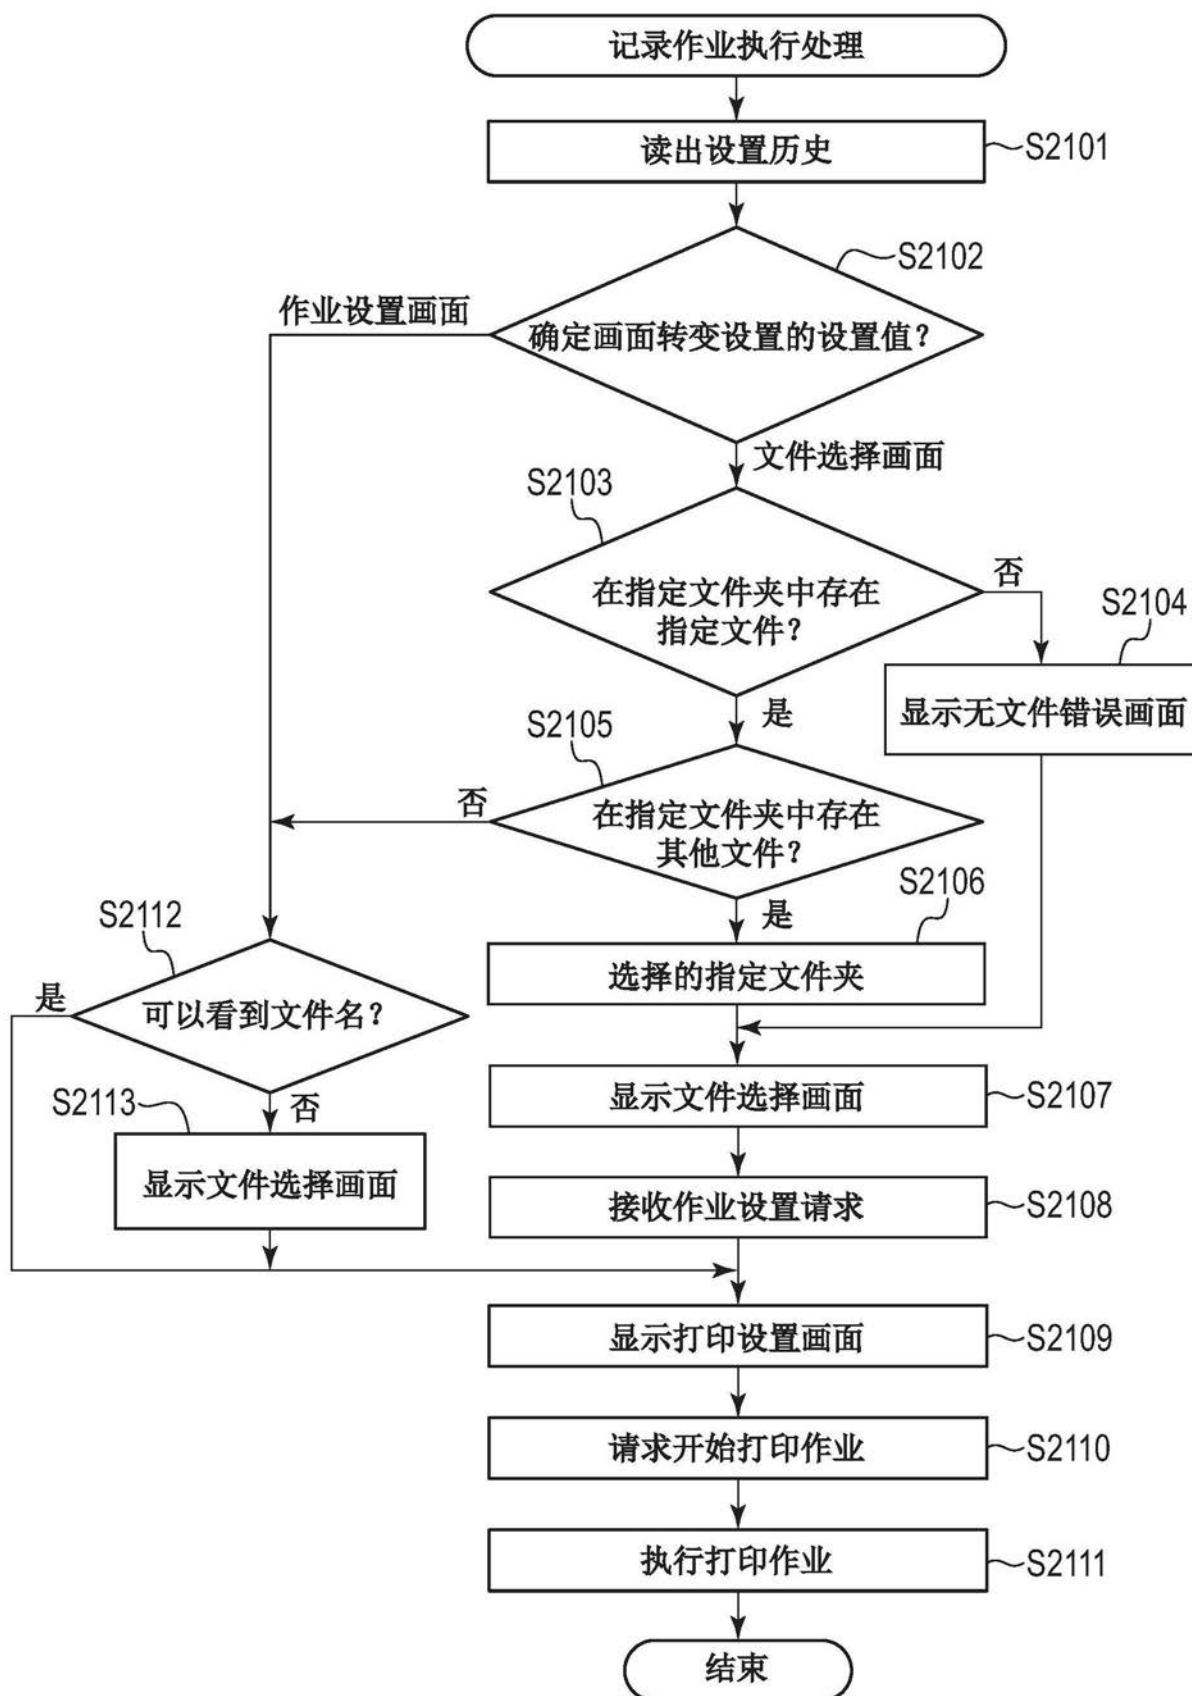 记录作业执行处理
读出设置历史
S2101
S2102
作业设置画面
确定画面转变设置的设置值?
文件选择画面
S2103
否
在指定文件夹中存在
指定文件?
S2104
显示无文件错误画面
是
S2105
否
在指定文件夹中存在
其他文件?
是
S2106
选择的指定文件夹
S2112
是
可以看到文件名?
否
S2113
显示文件选择画面
显示文件选择画面
S2107
接收作业设置请求
S2108
显示打印设置画面
S2109
请求开始打印作业
S2110
执行打印作业
S2111
结束